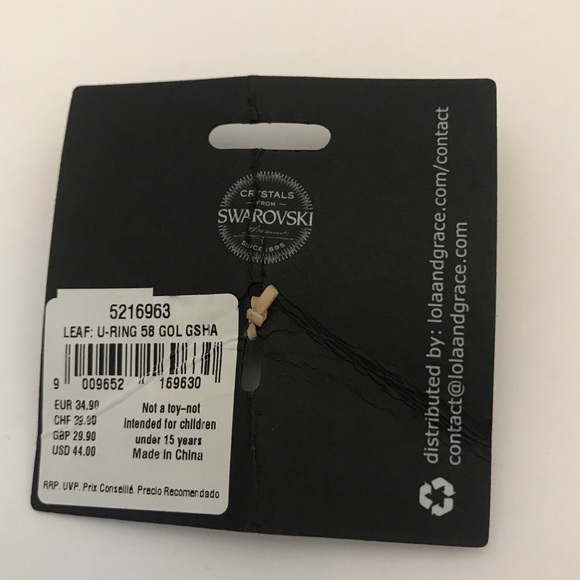 CRYSTALS
FROM
SWAROVSKI
SINCE 1895
5216963
LEAF: U-RING 58 GOL GSHA
9 009652 169630
EUR 34.90
CHF 39.90
GBP 29.90
USD 44.00
Not a toy-not
intended for children
under 15 years
Made in China
RRP. UVP. Prix Conseillé. Precio Recomendado
distributed by: lolaandgrace.com/contact
contact@lolaandgrace.com